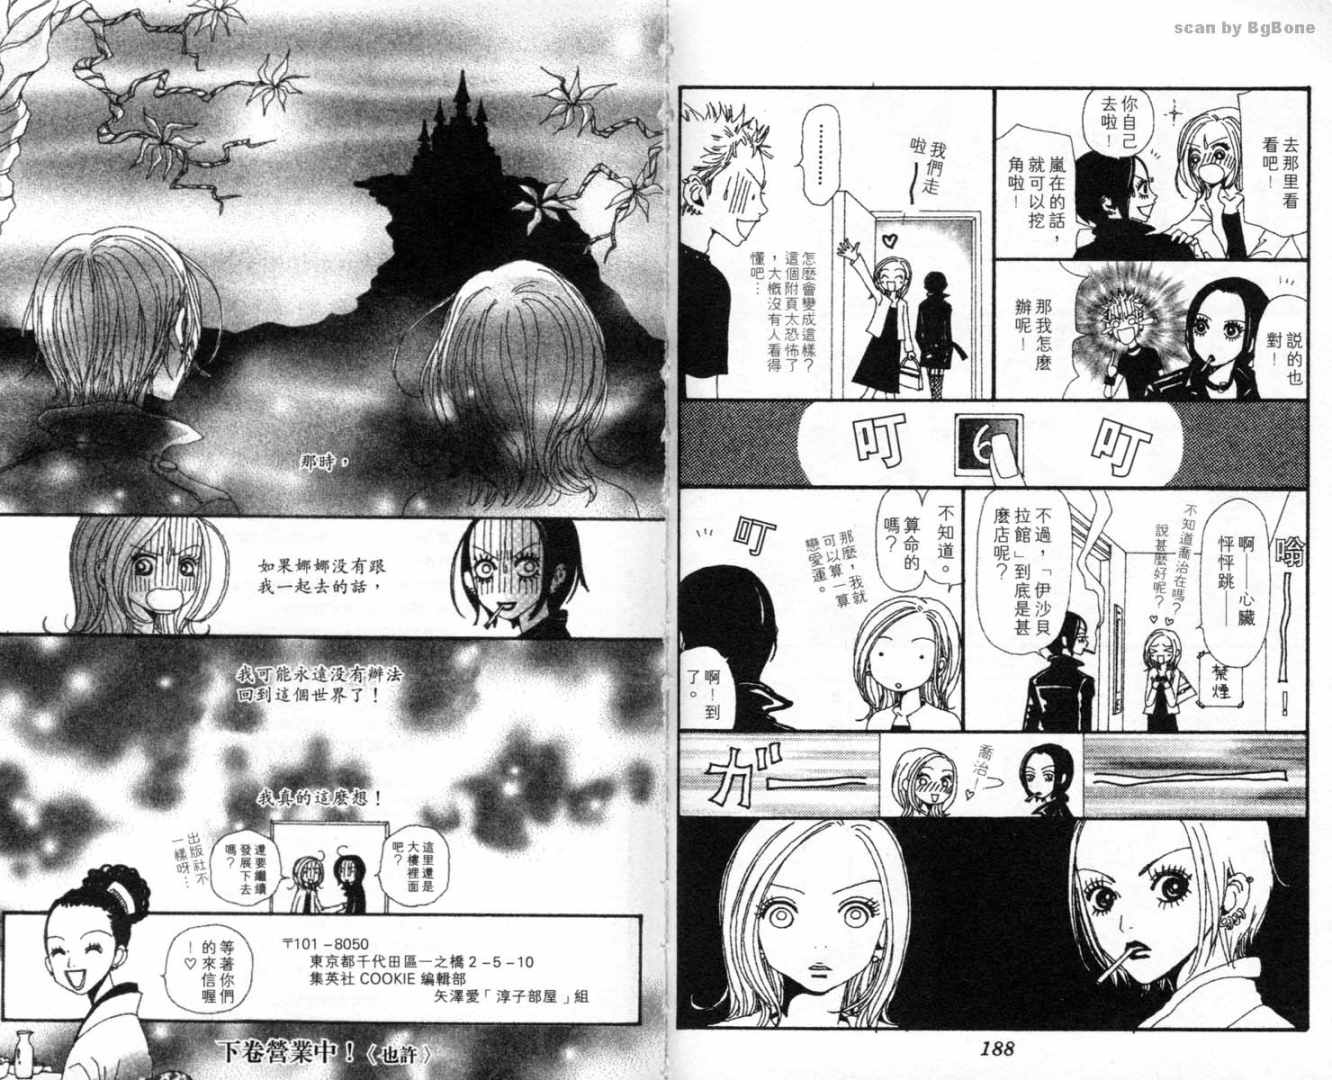 scan by BgBone
去那里看
看吧！
你自己
去啦！
嵐在的話，
就可以挖
角啦！
説的也
對！
那我怎麼
辦呢！
我們走
啦
………
怎麼會變成這樣？
這個附頁太恐怖了
，大概沒有人看得
懂吧…
叮
6
叮
嗡
啊——心臟
怦怦跳——
不知道喬治在嗎？
說甚麼好呢？
禁煙
不過，「伊沙貝
拉館」到底是甚
麼店呢？
不知道。
算命的
嗎？
那麼，我就
可以算一算
戀愛運。
叮
啊！到
了。
喬治！？
ガー
188
那時，
如果娜娜沒有跟
我一起去的話，
我可能永遠沒有辦法
回到這個世界了！
我真的這麼想！
這里還是
大樓裡面
吧？
還要繼續
發展下去
嗎？
出版社不
一樣呀…
等著你們
的來信喔
！♡
〒101－8050
東京都千代田區一之橋2－5－10
集英社 COOKIE 編輯部
矢澤愛「淳子部屋」組
下卷營業中！〈也許〉